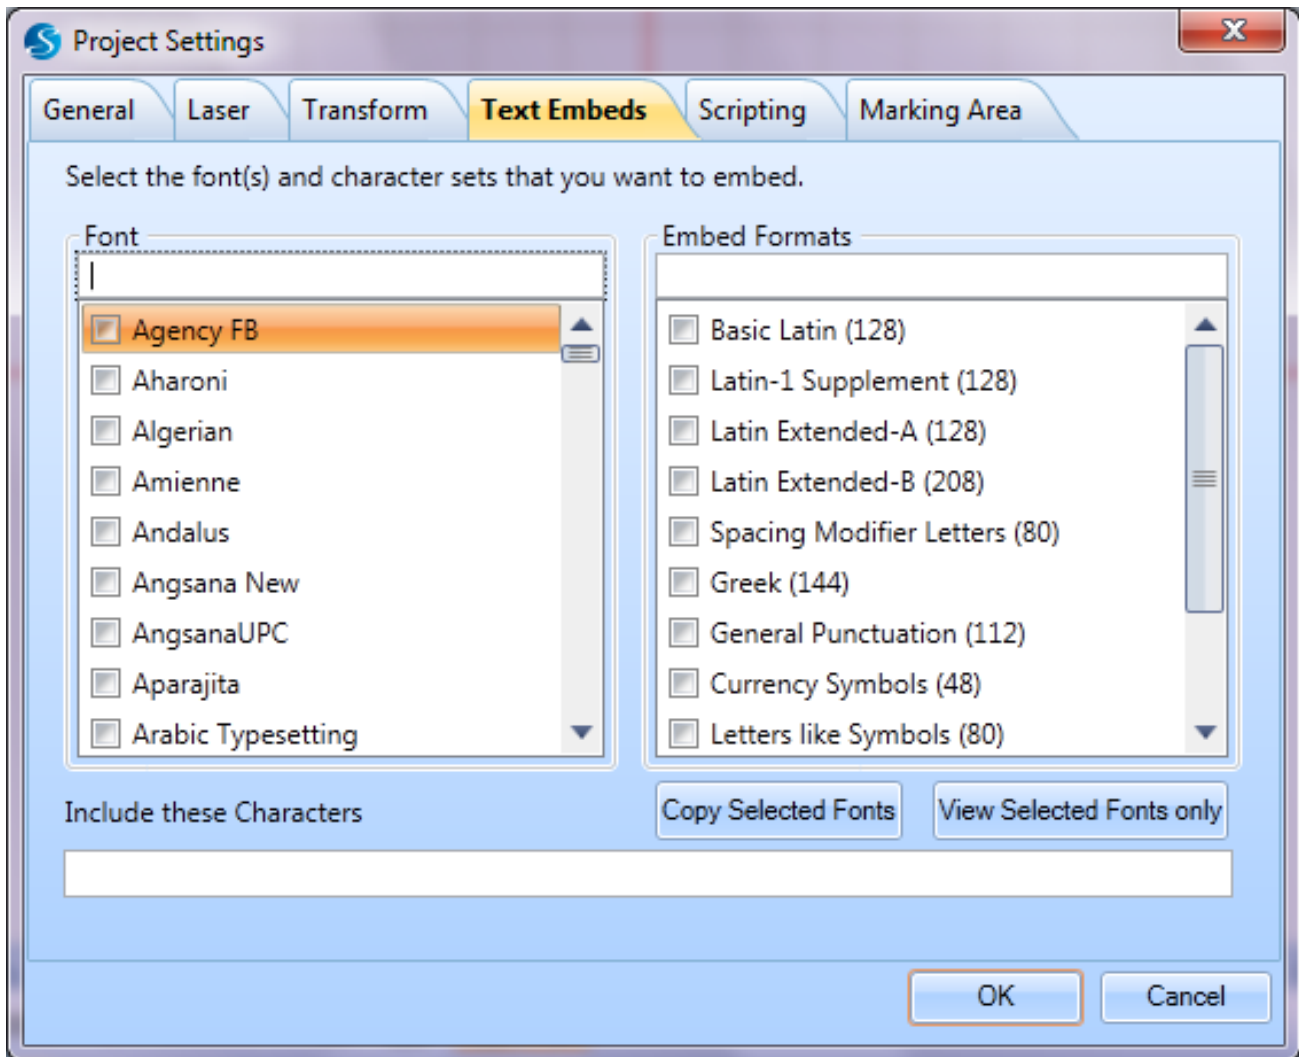 Project Settings
X
General Laser Transform Text Embeds Scripting Marking Area
Select the font(s) and character sets that you want to embed.
Font
Agency FB
Aharoni
Algerian
Amienne
Andalus
Angsana New
AngsanaUPC
Aparajita
Arabic Typesetting
Embed Formats
Basic Latin (128)
Latin-1 Supplement (128)
Latin Extended-A (128)
Latin Extended-B (208)
Spacing Modifier Letters (80)
Greek (144)
General Punctuation (112)
Currency Symbols (48)
Letters like Symbols (80)
Include these Characters
Copy Selected Fonts
View Selected Fonts only
OK
Cancel